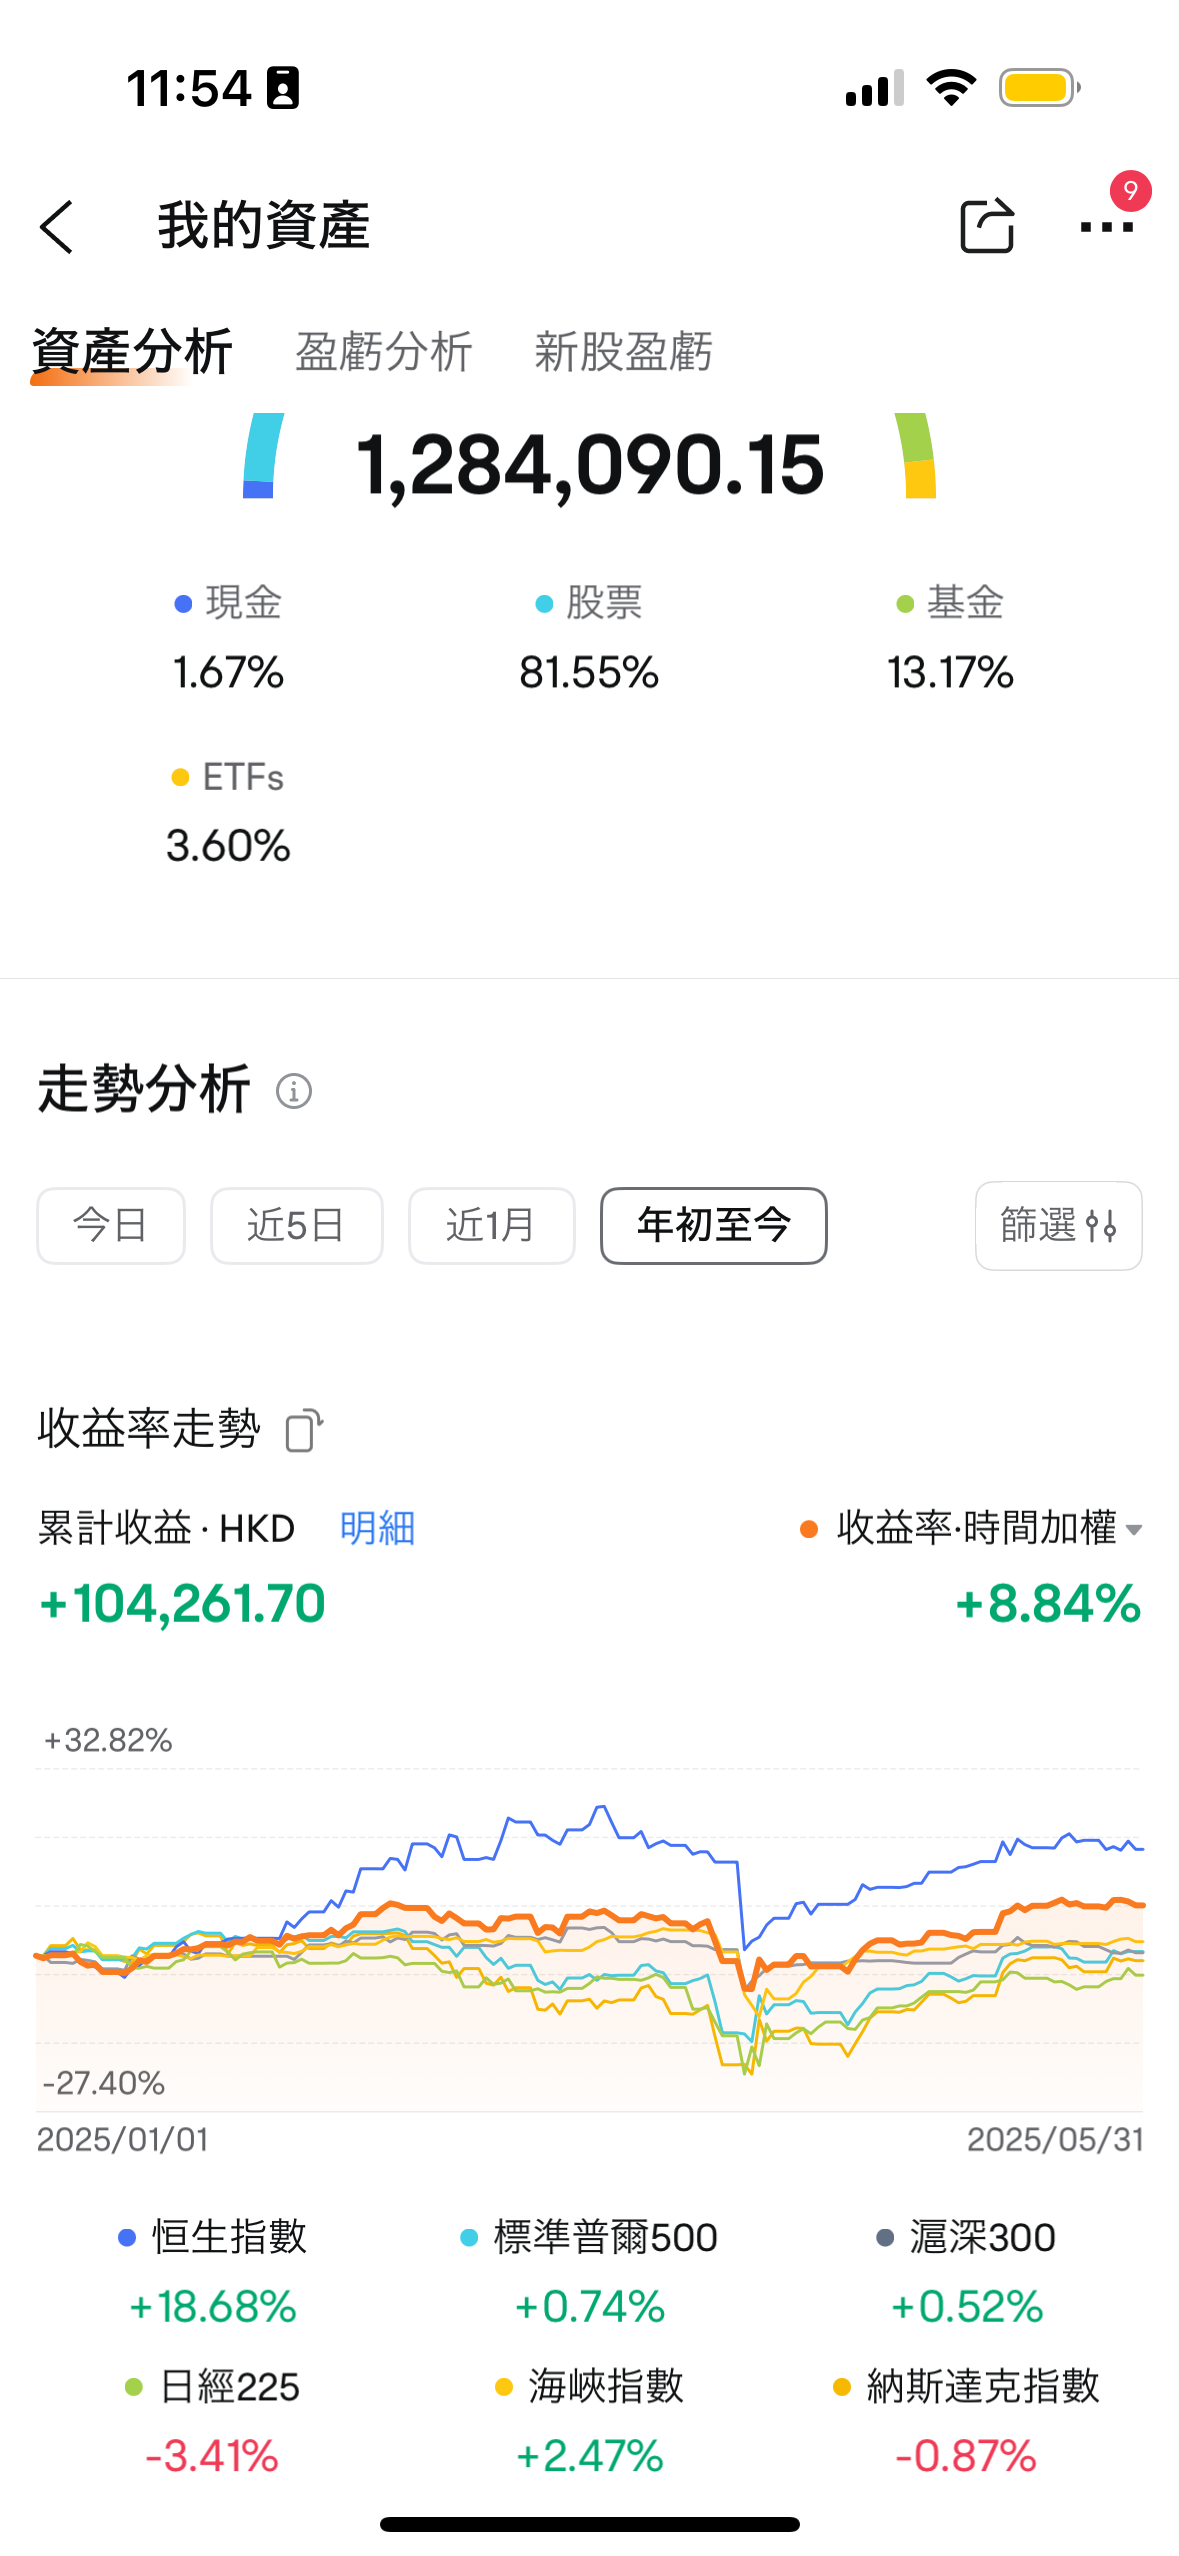 11:54
9
我的資產
資產分析 盈虧分析 新股盈虧
1,284,090.15
現金 股票 基金
1.67% 81.55% 13.17%
ETFs
3.60%
走勢分析
今日 近5日 近1月 年初至今 篩選
收益率走勢
累計收益 · HKD 明細 收益率·時間加權
+104,261.70 +8.84%
+32.82%
-27.40%
2025/01/01 2025/05/31
恒生指數 標準普爾500 滬深300
+18.68% +0.74% +0.52%
日經225 海峽指數 納斯達克指數
-3.41% +2.47% -0.87%